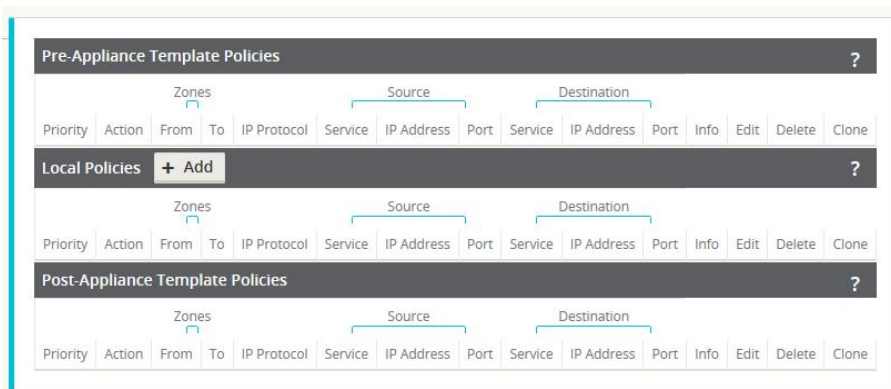 Pre-Appliance Template Policies ?
Zones Source Destination
Priority Action From To IP Protocol Service IP Address Port Service IP Address Port Info Edit Delete Clone
Local Policies + Add ?
Zones Source Destination
Priority Action From To IP Protocol Service IP Address Port Service IP Address Port Info Edit Delete Clone
Post-Appliance Template Policies ?
Zones Source Destination
Priority Action From To IP Protocol Service IP Address Port Service IP Address Port Info Edit Delete Clone